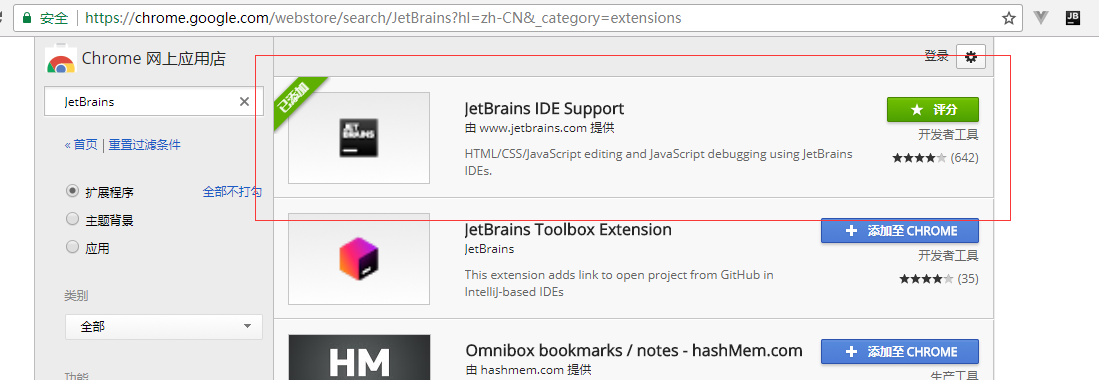 安全 | https://chrome.google.com/webstore/search/JetBrains?hl=zh-CN&_category=extensions
JB
Chrome 网上应用店
登录
JetBrains
« 首页 | 重置过滤条件
扩展程序
全部不打勾
主题背景
应用
类别
全部
功能
已添加
JET
BRAINS
JetBrains IDE Support
由 www.jetbrains.com 提供
HTML/CSS/JavaScript editing and JavaScript debugging using JetBrains
IDEs.
评分
开发者工具
(642)
JetBrains Toolbox Extension
JetBrains
This extension adds link to open project from GitHub in
IntelliJ-based IDEs
添加至 CHROME
开发者工具
(35)
HM
Omnibox bookmarks / notes - hashMem.com
由 hashmem.com 提供
添加至 CHROME
生产工具